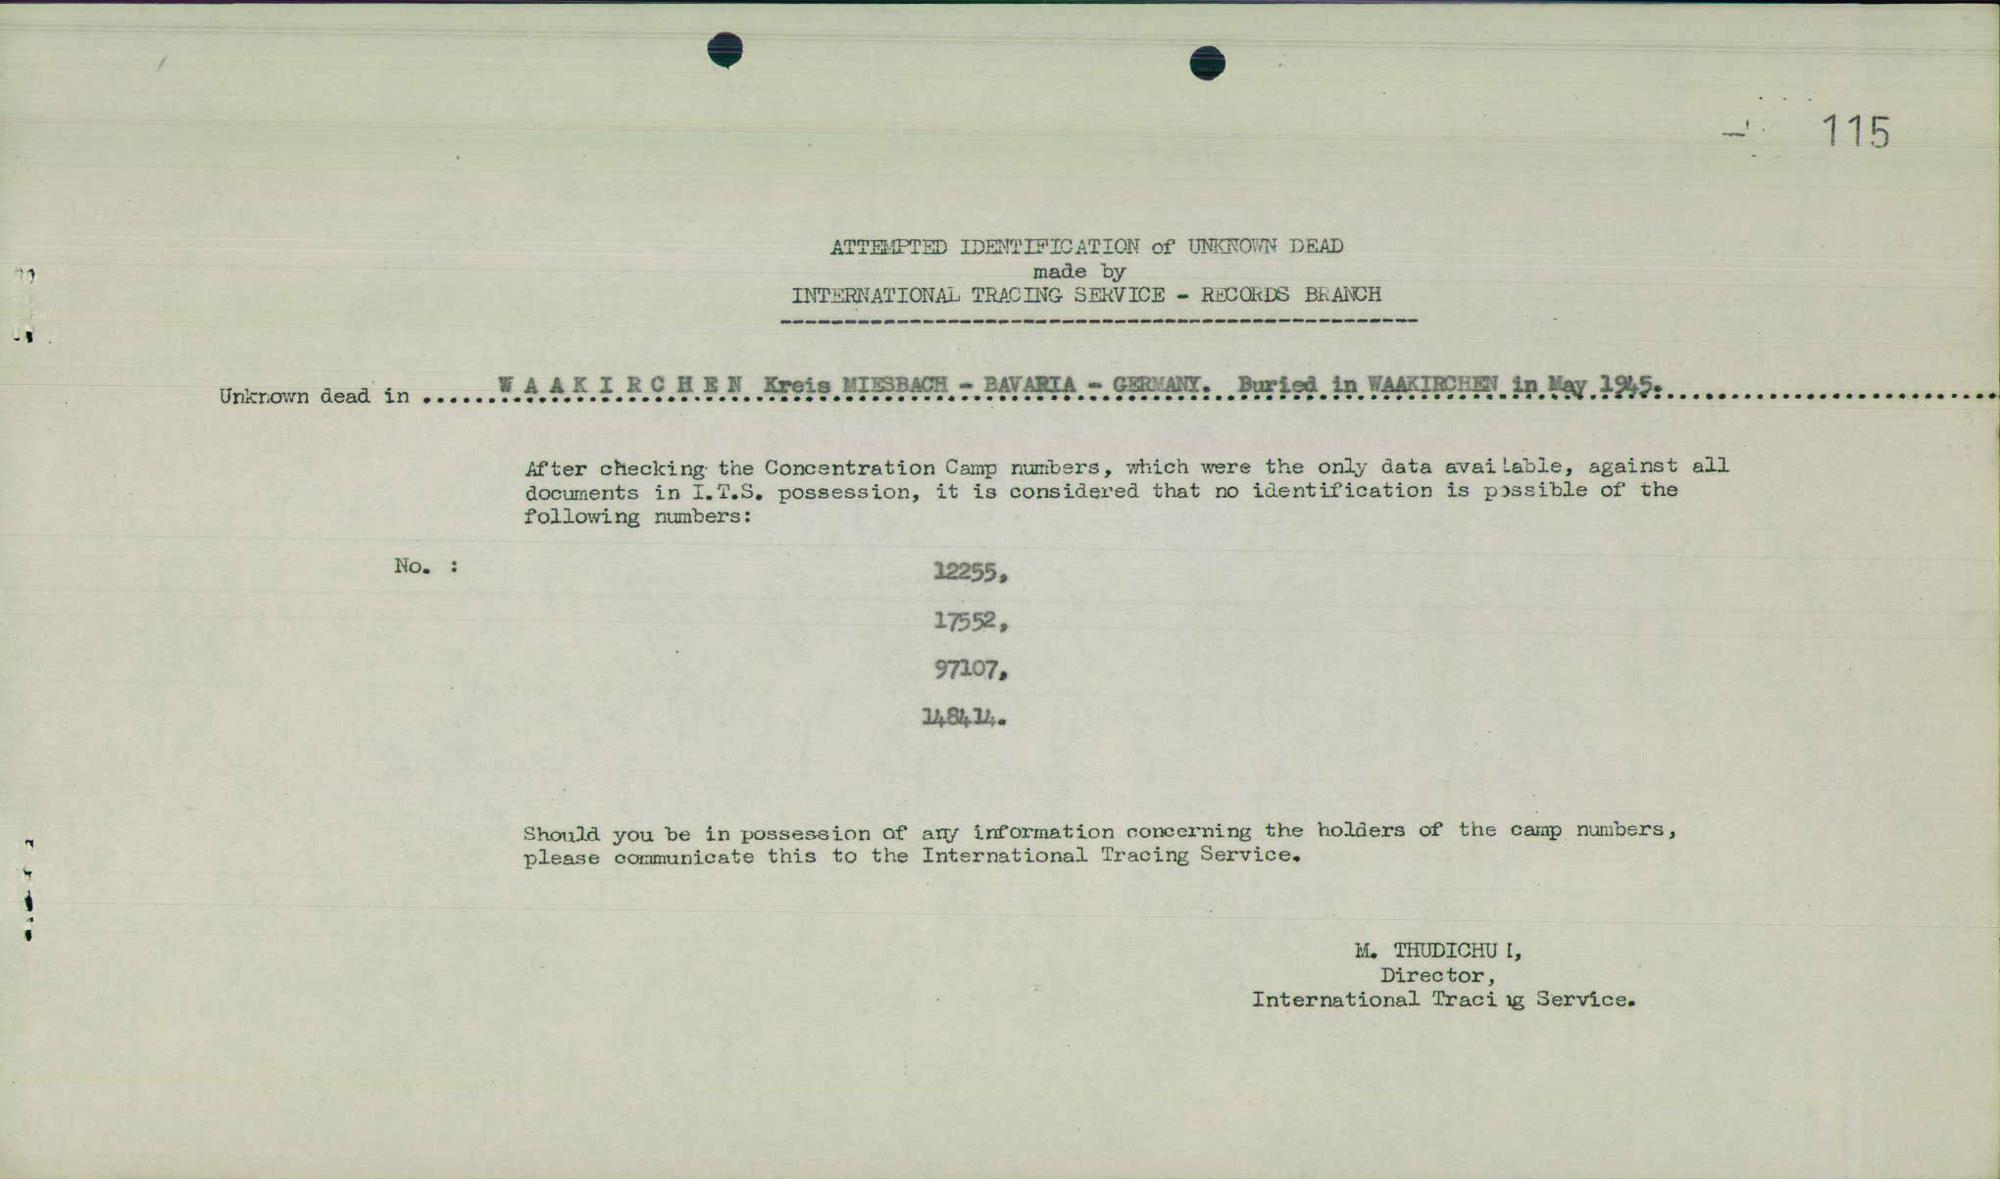 115
ATTEMPTED IDENTIFICATION of UNKNOWN DEAD
made by
INTERNATIONAL TRACING SERVICE - RECORDS BRANCH
Unknown dead in W A A K I R C H E N Kreis MIESBACH - BAVARIA - GERMANY. Buried in WAAKIRCHEN in May 1945.
After checking the Concentration Camp numbers, which were the only data available, against all
documents in I.T.S. possession, it is considered that no identification is possible of the
following numbers:
No. : 12255,
17552,
97107,
148414.
Should you be in possession of any information concerning the holders of the camp numbers,
please communicate this to the International Tracing Service.
M. THUDICHUM,
Director,
International Tracing Service.